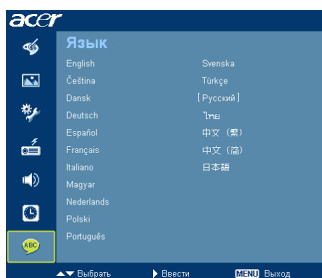 acer
Язык
English
Čeština
Dansk
Deutsch
Español
Français
Italiano
Magyar
Nederlands
Polski
Português
Svenska
Türkçe
[Русский]
ไทย
中文 (繁)
中文 (简)
日本語
ABC
▲▼ Выбрать ▶ Ввести MENU Выход